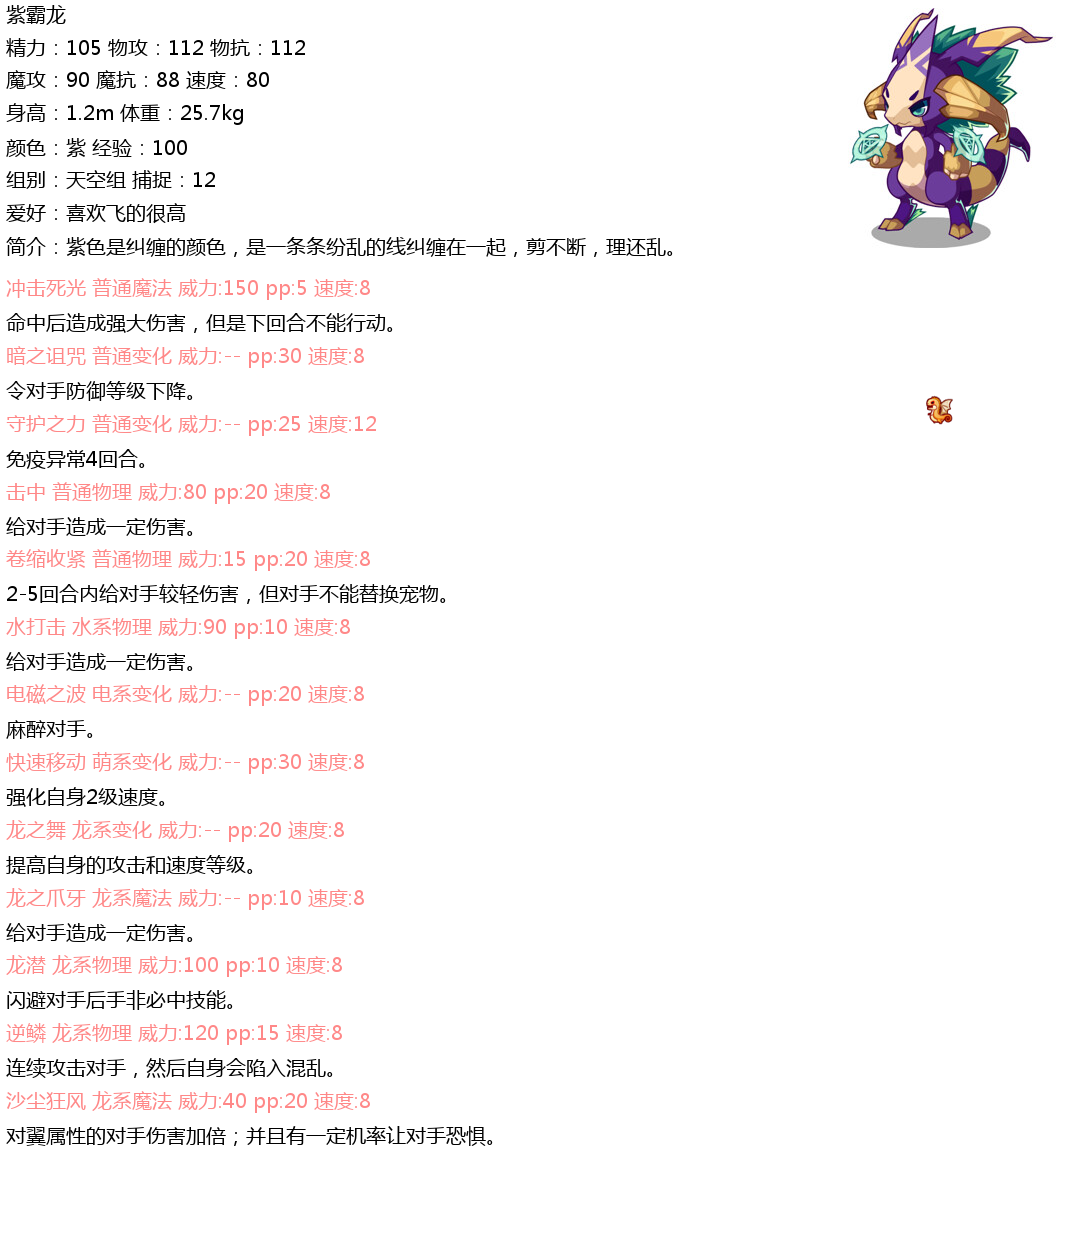 紫霸龙
精力：105 物攻：112 物抗：112
魔攻：90 魔抗：88 速度：80
身高：1.2m 体重：25.7kg
颜色：紫 经验：100
组别：天空组 捕捉：12
爱好：喜欢飞的很高
简介：紫色是纠缠的颜色，是一条条纷乱的线纠缠在一起，剪不断，理还乱。
冲击死光 普通魔法 威力:150 pp:5 速度:8
命中后造成强大伤害，但是下回合不能行动。
暗之诅咒 普通变化 威力:-- pp:30 速度:8
令对手防御等级下降。
守护之力 普通变化 威力:-- pp:25 速度:12
免疫异常4回合。
击中 普通物理 威力:80 pp:20 速度:8
给对手造成一定伤害。
卷缩收紧 普通物理 威力:15 pp:20 速度:8
2-5回合内给对手较轻伤害，但对手不能替换宠物。
水打击 水系物理 威力:90 pp:10 速度:8
给对手造成一定伤害。
电磁之波 电系变化 威力:-- pp:20 速度:8
麻醉对手。
快速移动 萌系变化 威力:-- pp:30 速度:8
强化自身2级速度。
龙之舞 龙系变化 威力:-- pp:20 速度:8
提高自身的攻击和速度等级。
龙之爪牙 龙系魔法 威力:-- pp:10 速度:8
给对手造成一定伤害。
龙潜 龙系物理 威力:100 pp:10 速度:8
闪避对手后手非必中技能。
逆鳞 龙系物理 威力:120 pp:15 速度:8
连续攻击对手，然后自身会陷入混乱。
沙尘狂风 龙系魔法 威力:40 pp:20 速度:8
对翼属性的对手伤害加倍；并且有一定机率让对手恐惧。